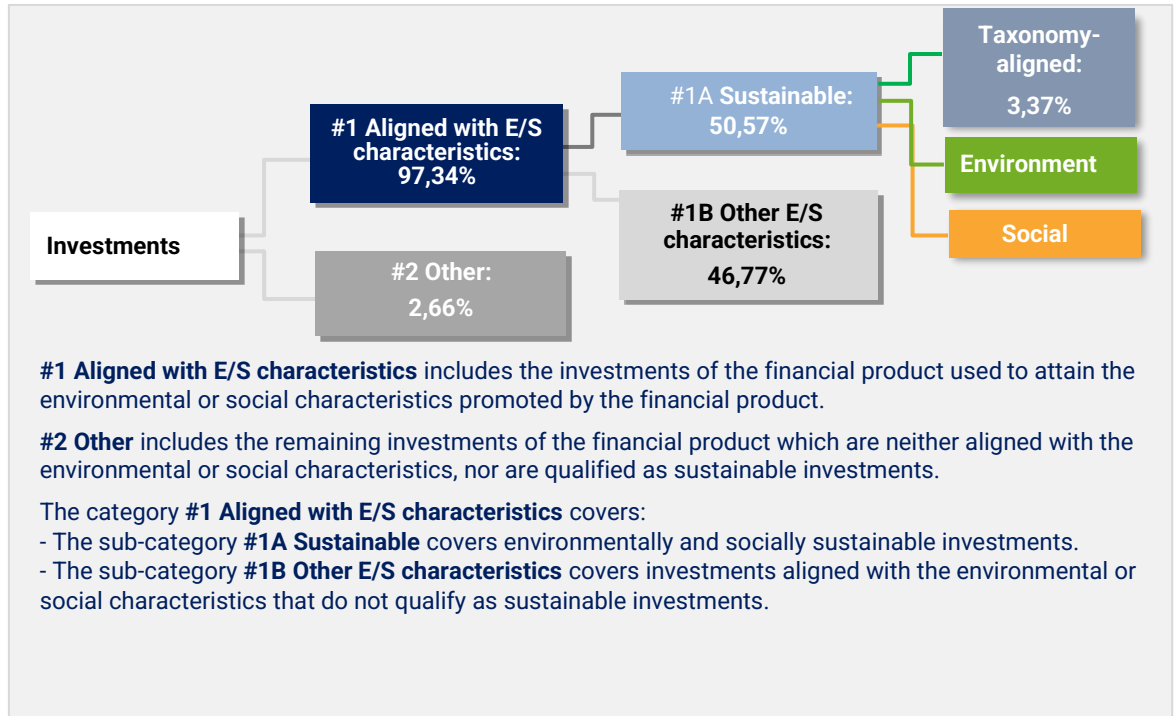 Investments
#1 Aligned with E/S
characteristics:
97,34%
#2 Other:
2,66%
#1A Sustainable:
50,57%
#1B Other E/S
characteristics:
46,77%
Taxonomy-
aligned:
3,37%
Environment
Social
#1 Aligned with E/S characteristics includes the investments of the financial product used to attain the
environmental or social characteristics promoted by the financial product.
#2 Other includes the remaining investments of the financial product which are neither aligned with the
environmental or social characteristics, nor are qualified as sustainable investments.
The category #1 Aligned with E/S characteristics covers:
- The sub-category #1A Sustainable covers environmentally and socially sustainable investments.
- The sub-category #1B Other E/S characteristics covers investments aligned with the environmental or
social characteristics that do not qualify as sustainable investments.